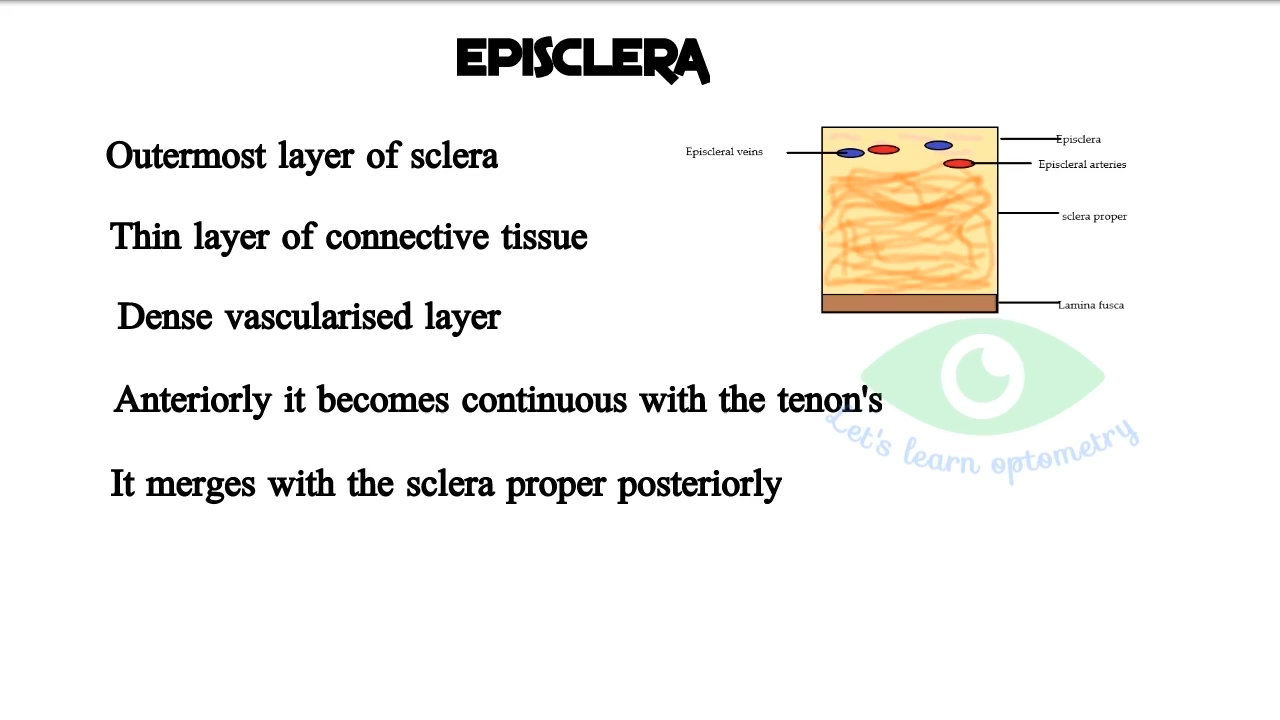 EPISCLERA
Outermost layer of sclera
Thin layer of connective tissue
Dense vascularised layer
Anteriorly it becomes continuous with the tenon's
It merges with the sclera proper posteriorly
Episcleral veins
Episclera
Episcleral arteries
sclera proper
Lamina fusca
Let's learn optometry